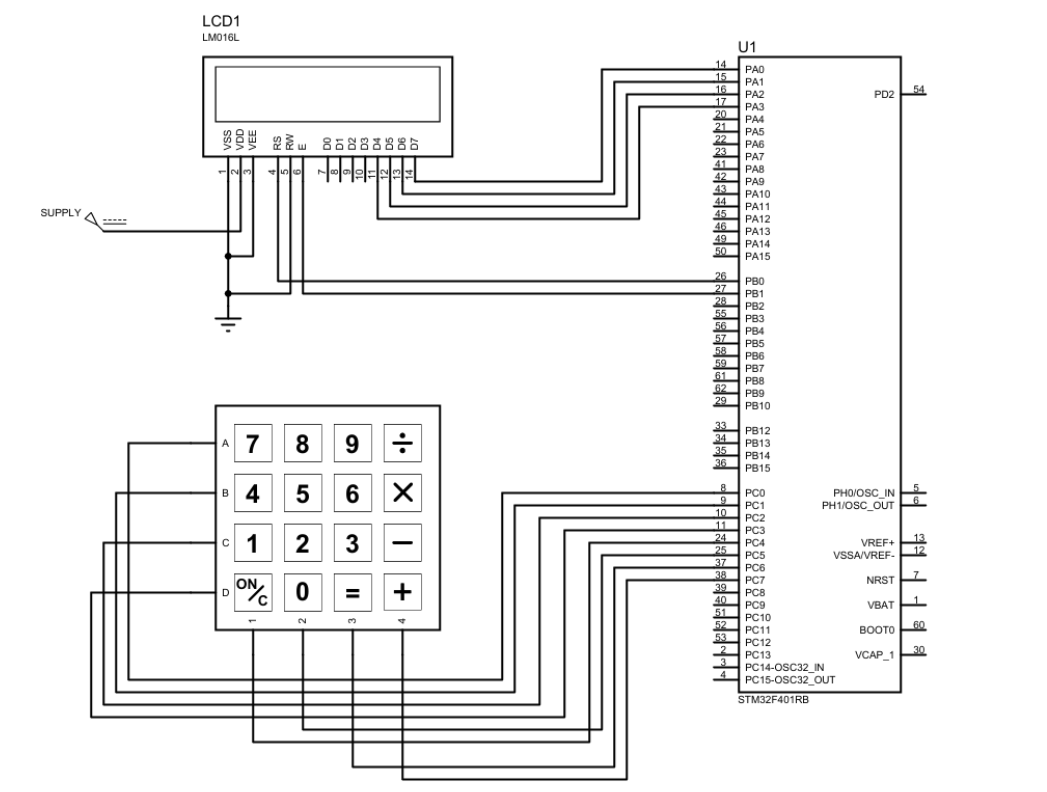 LCD1
LM016L
VSS
VDD
VEE
RS
RW
E
D0
D1
D2
D3
D4
D5
D6
D7
1
2
3
4
5
6
7
8
9
10
11
12
13
14
SUPPLY
U1
14 PA0
15 PA1
16 PA2 PD2 54
17 PA3
20 PA4
21 PA5
22 PA6
23 PA7
41 PA8
42 PA9
43 PA10
44 PA11
45 PA12
46 PA13
49 PA14
50 PA15
26 PB0
27 PB1
28 PB2
55 PB3
56 PB4
57 PB5
58 PB6
59 PB7
61 PB8
62 PB9
29 PB10
33 PB12
34 PB13
35 PB14
36 PB15
8 PC0 PH0/OSC_IN 5
9 PC1 PH1/OSC_OUT 6
10 PC2
11 PC3
24 PC4 VREF+ 13
25 PC5 VSSA/VREF- 12
37 PC6
38 PC7 NRST 7
39 PC8
40 PC9 VBAT 1
51 PC10
52 PC11 BOOT0 60
53 PC12
2 PC13 VCAP_1 30
3 PC14-OSC32_IN
4 PC15-OSC32_OUT
STM32F401RB
A 7 8 9 ÷
B 4 5 6 ×
C 1 2 3 −
D ON/C 0 = +
1 2 3 4